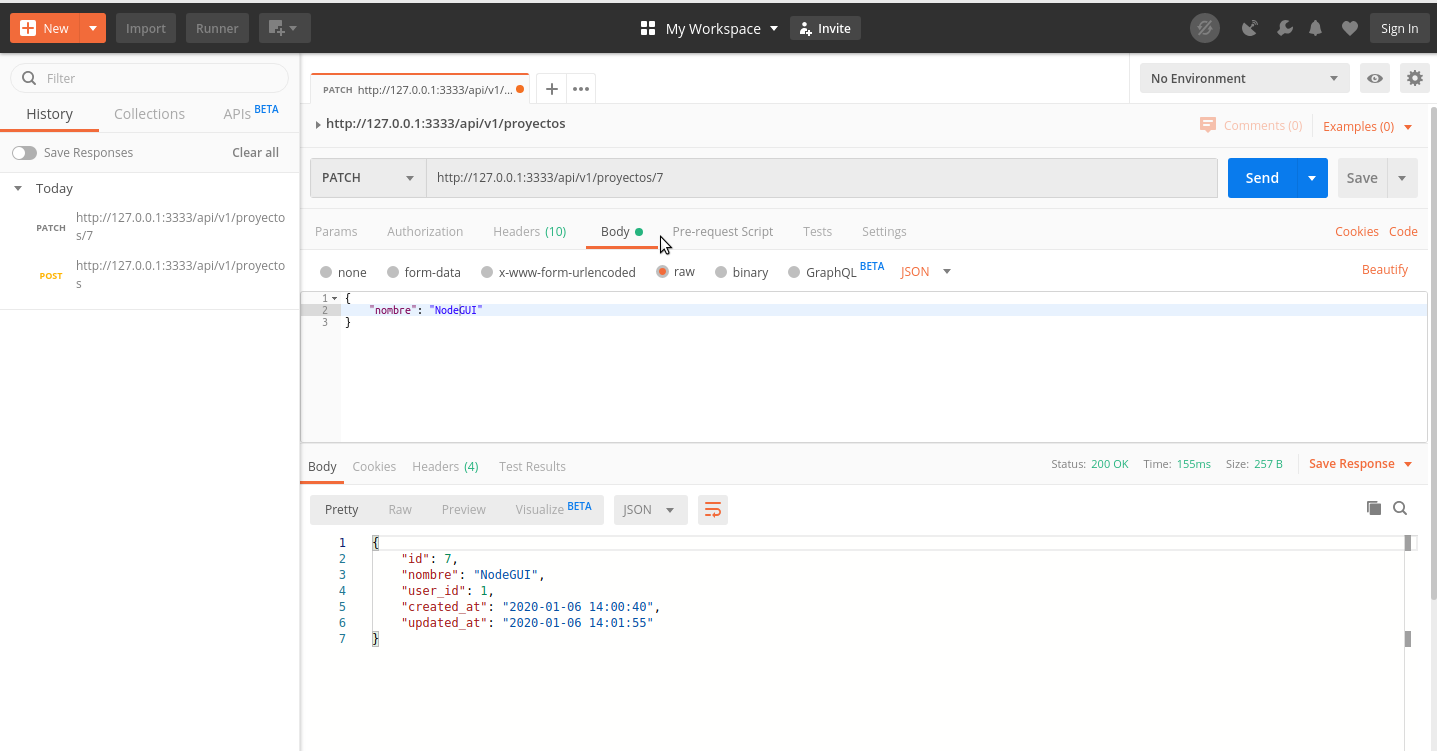 New Import Runner My Workspace Invite Sign In
Filter
History Collections APIs BETA
Save Responses Clear all
Today
PATCH http://127.0.0.1:3333/api/v1/proyecto
s/7
POST http://127.0.0.1:3333/api/v1/proyecto
s
PATCH http://127.0.0.1:3333/api/v1/... + •••
No Environment
http://127.0.0.1:3333/api/v1/proyectos
Comments (0) Examples (0)
PATCH http://127.0.0.1:3333/api/v1/proyectos/7 Send Save
Params Authorization Headers (10) Body Pre-request Script Tests Settings Cookies Code
none form-data x-www-form-urlencoded raw binary GraphQL BETA JSON Beautify
1 {
2 "nombre": "NodeGUI"
3 }
Body Cookies Headers (4) Test Results Status: 200 OK Time: 155ms Size: 257 B Save Response
Pretty Raw Preview Visualize BETA JSON
1 {
2 "id": 7,
3 "nombre": "NodeGUI",
4 "user_id": 1,
5 "created_at": "2020-01-06 14:00:40",
6 "updated_at": "2020-01-06 14:01:55"
7 }